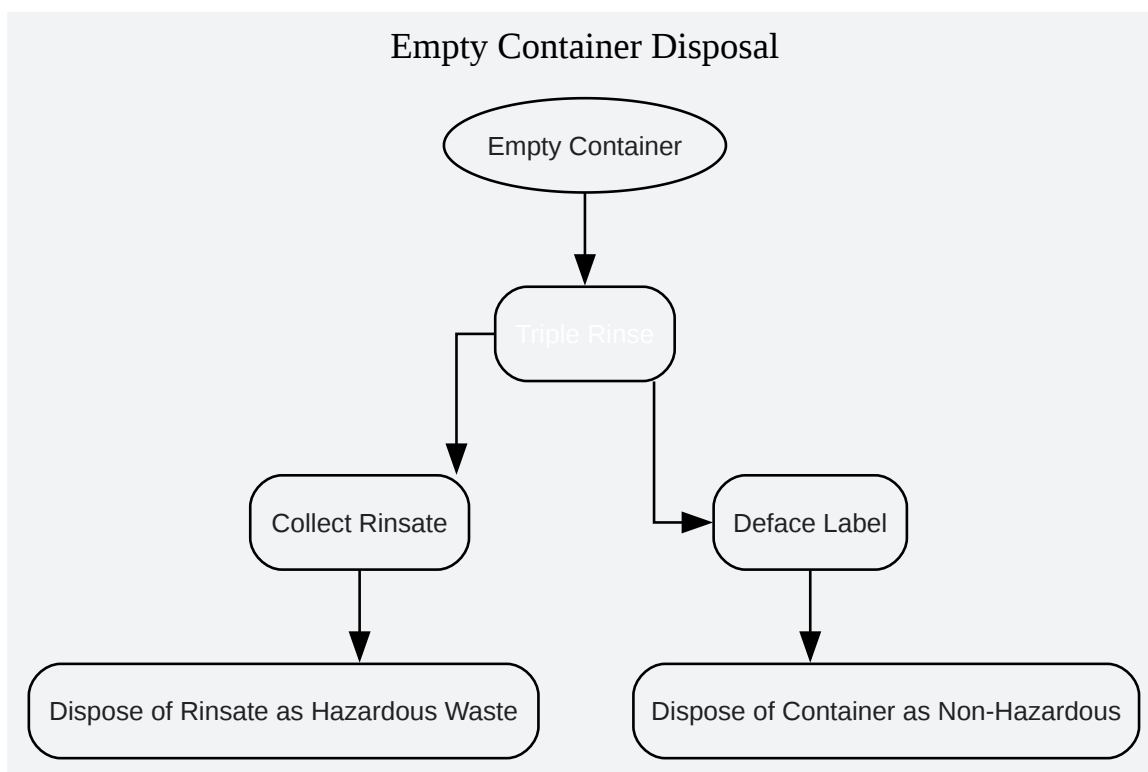 Empty Container Disposal
Empty Container
Triple Rinse
Collect Rinsate
Deface Label
Dispose of Rinsate as Hazardous Waste
Dispose of Container as Non-Hazardous